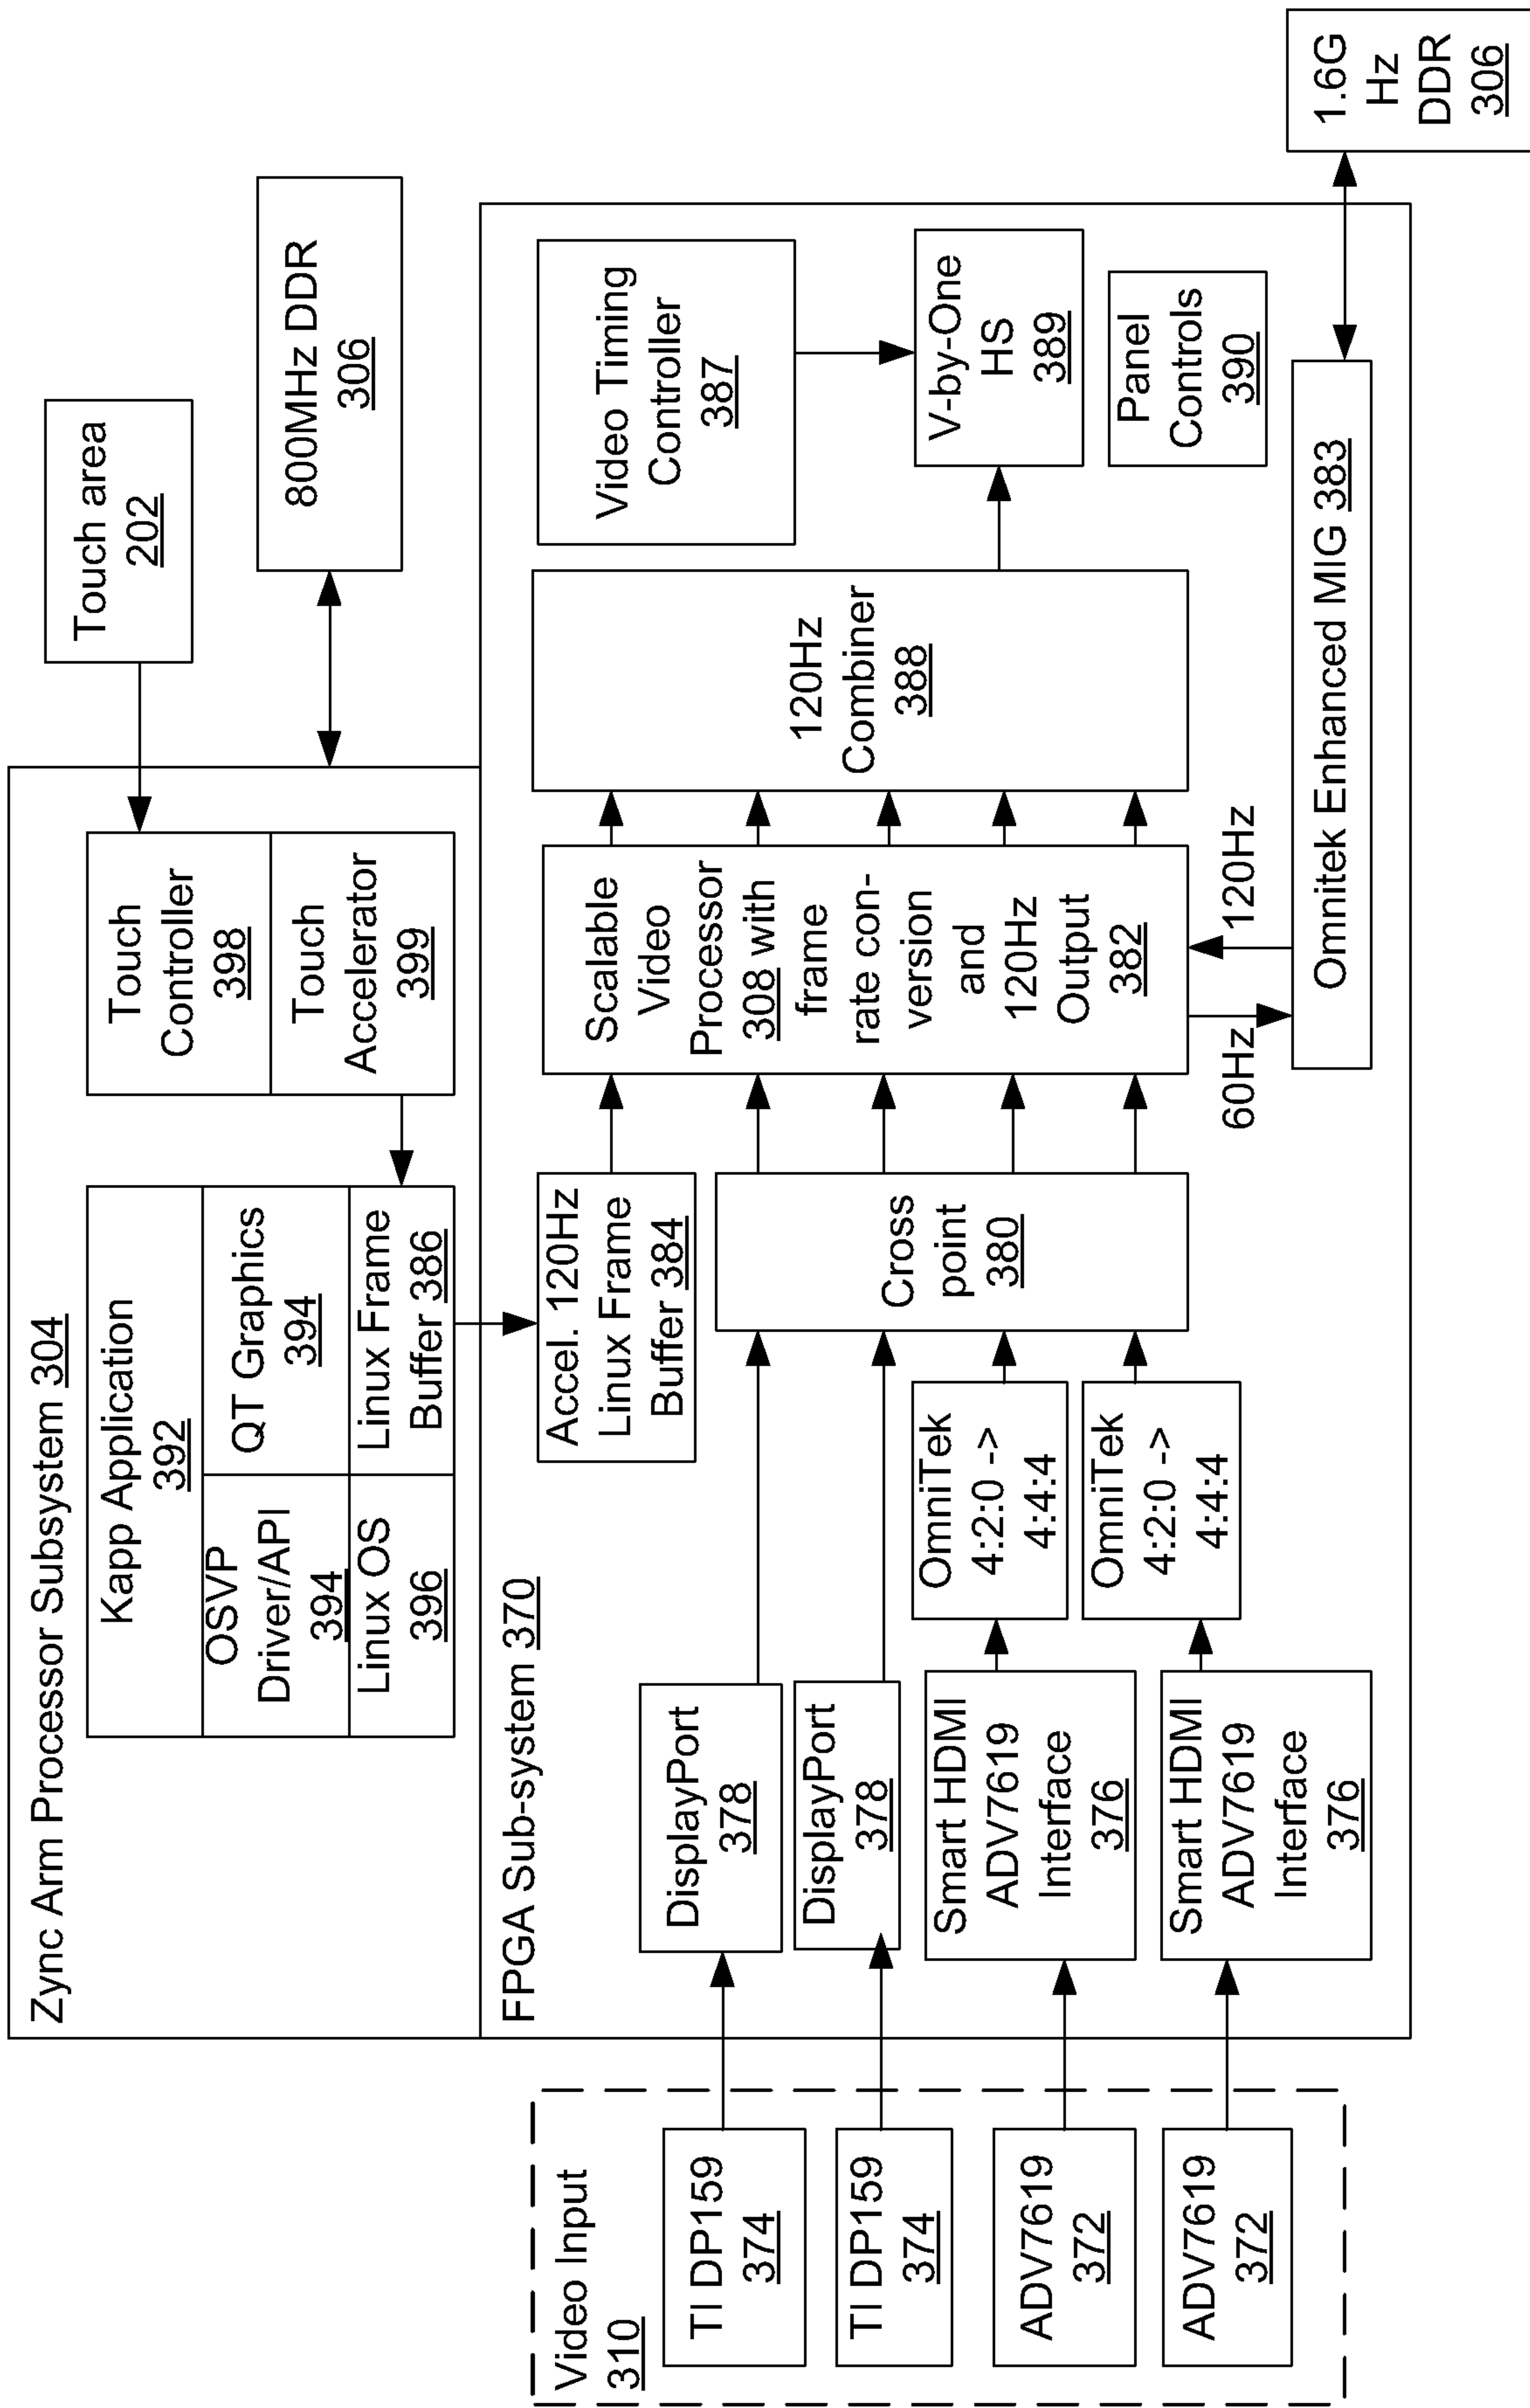 Zync Arm Processor Subsystem 304
Kapp Application
392
OSVP
Driver/API
394
QT Graphics
394
Linux OS
396
Linux Frame
Buffer 386
Touch
Controller
398
Touch
Accelerator
399
Touch area
202
800MHz DDR
306
FPGA Sub-system 370
Video Input
310
TI DP159
374
TI DP159
374
ADV7619
372
ADV7619
372
DisplayPort
378
DisplayPort
378
Smart HDMI
ADV7619
Interface
376
Smart HDMI
ADV7619
Interface
376
OmniTek
4:2:0 ->
4:4:4
OmniTek
4:2:0 ->
4:4:4
Accel. 120Hz
Linux Frame
Buffer 384
Cross
point
380
Scalable
Video
Processor
308 with
frame
rate con-
version
and
120Hz
Output
382
60Hz
120Hz
120Hz
Combiner
388
Video Timing
Controller
387
V-by-One
HS
389
Panel
Controls
390
Omnitek Enhanced MIG 383
1.6G
Hz
DDR
306